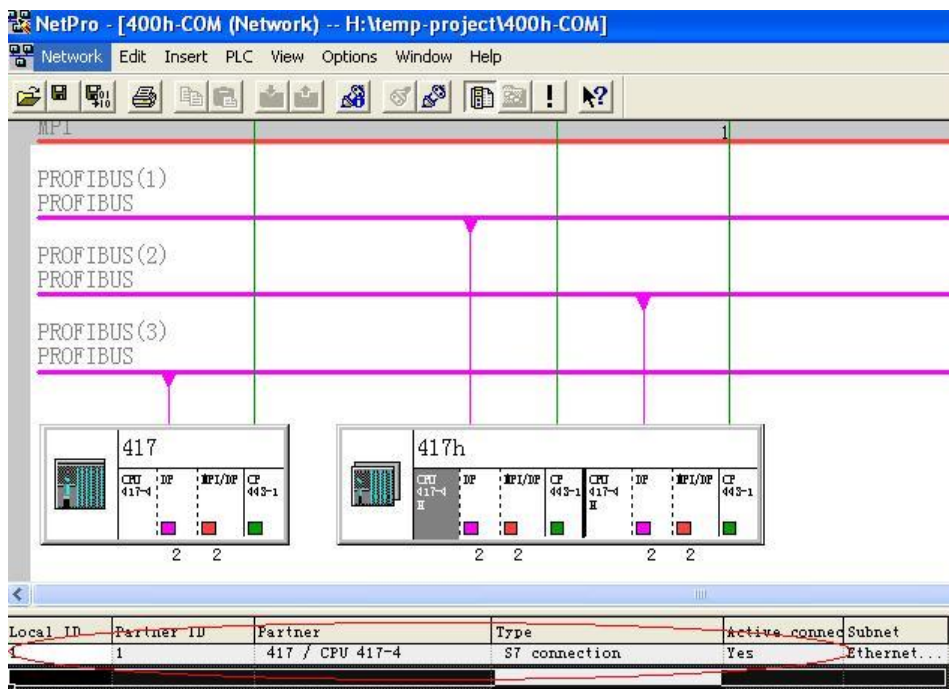 NetPro - [400h-COM (Network) -- H:\temp-project\400h-COM]
Network Edit Insert PLC View Options Window Help
MPI
1
PROFIBUS(1)
PROFIBUS
PROFIBUS(2)
PROFIBUS
PROFIBUS(3)
PROFIBUS
417
CPU 417-4 DP MPI/DP CP 443-1
2 2
417h
CPU 417-4 H DP MPI/DP CP 443-1 CPU 417-4 H DP MPI/DP CP 443-1
2 2 2 2
Local ID Partner ID Partner Type Active connec Subnet
1 1 417 / CPU 417-4 S7 connection Yes Ethernet...